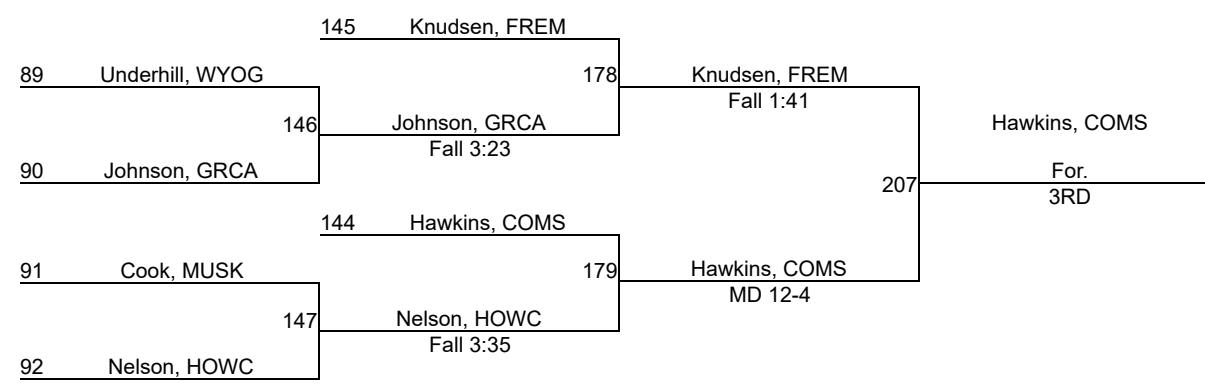 145 Knudsen, FREM
89 Underhill, WYOG
178 Knudsen, FREM
Fall 1:41
146 Johnson, GRCA
Fall 3:23
Hawkins, COMS
90 Johnson, GRCA
For.
207
3RD
144 Hawkins, COMS
91 Cook, MUSK
179 Hawkins, COMS
MD 12-4
147 Nelson, HOWC
Fall 3:35
92 Nelson, HOWC